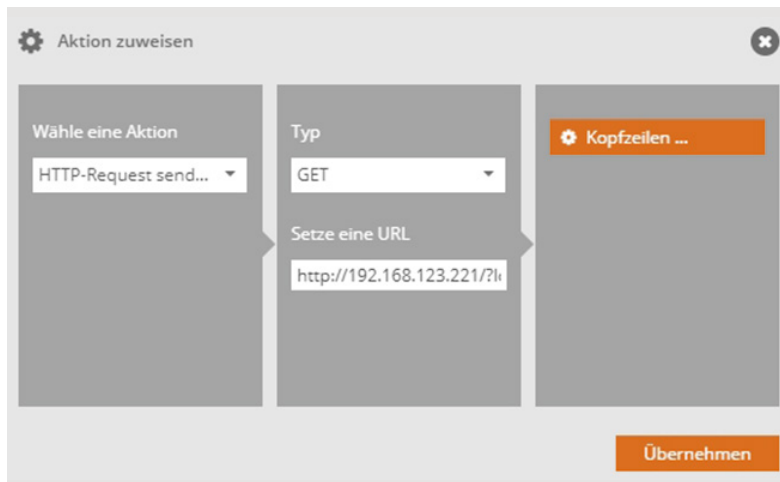 Aktion zuweisen
Wähle eine Aktion
HTTP-Request send...
Typ
GET
Setze eine URL
http://192.168.123.221/?l
Kopfzeilen ...
Übernehmen